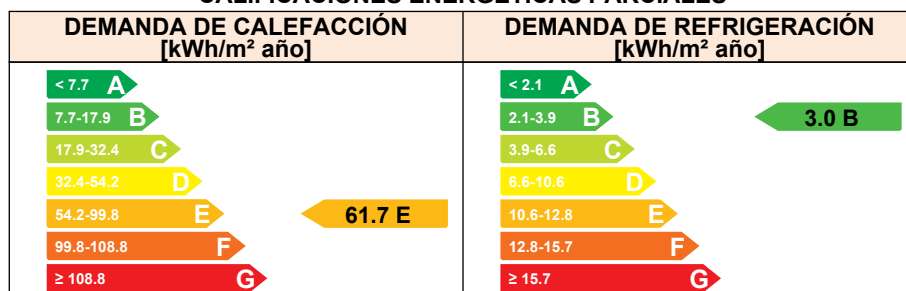 CALIFICACIONES ENERGÉTICAS PARCIALES
DEMANDA DE CALEFACCIÓN
[kWh/m² año]
< 7.7 A
7.7-17.9 B
17.9-32.4 C
32.4-54.2 D
54.2-99.8 E
61.7 E
99.8-108.8 F
≥ 108.8 G
DEMANDA DE REFRIGERACIÓN
[kWh/m² año]
< 2.1 A
2.1-3.9 B
3.0 B
3.9-6.6 C
6.6-10.6 D
10.6-12.8 E
12.8-15.7 F
≥ 15.7 G